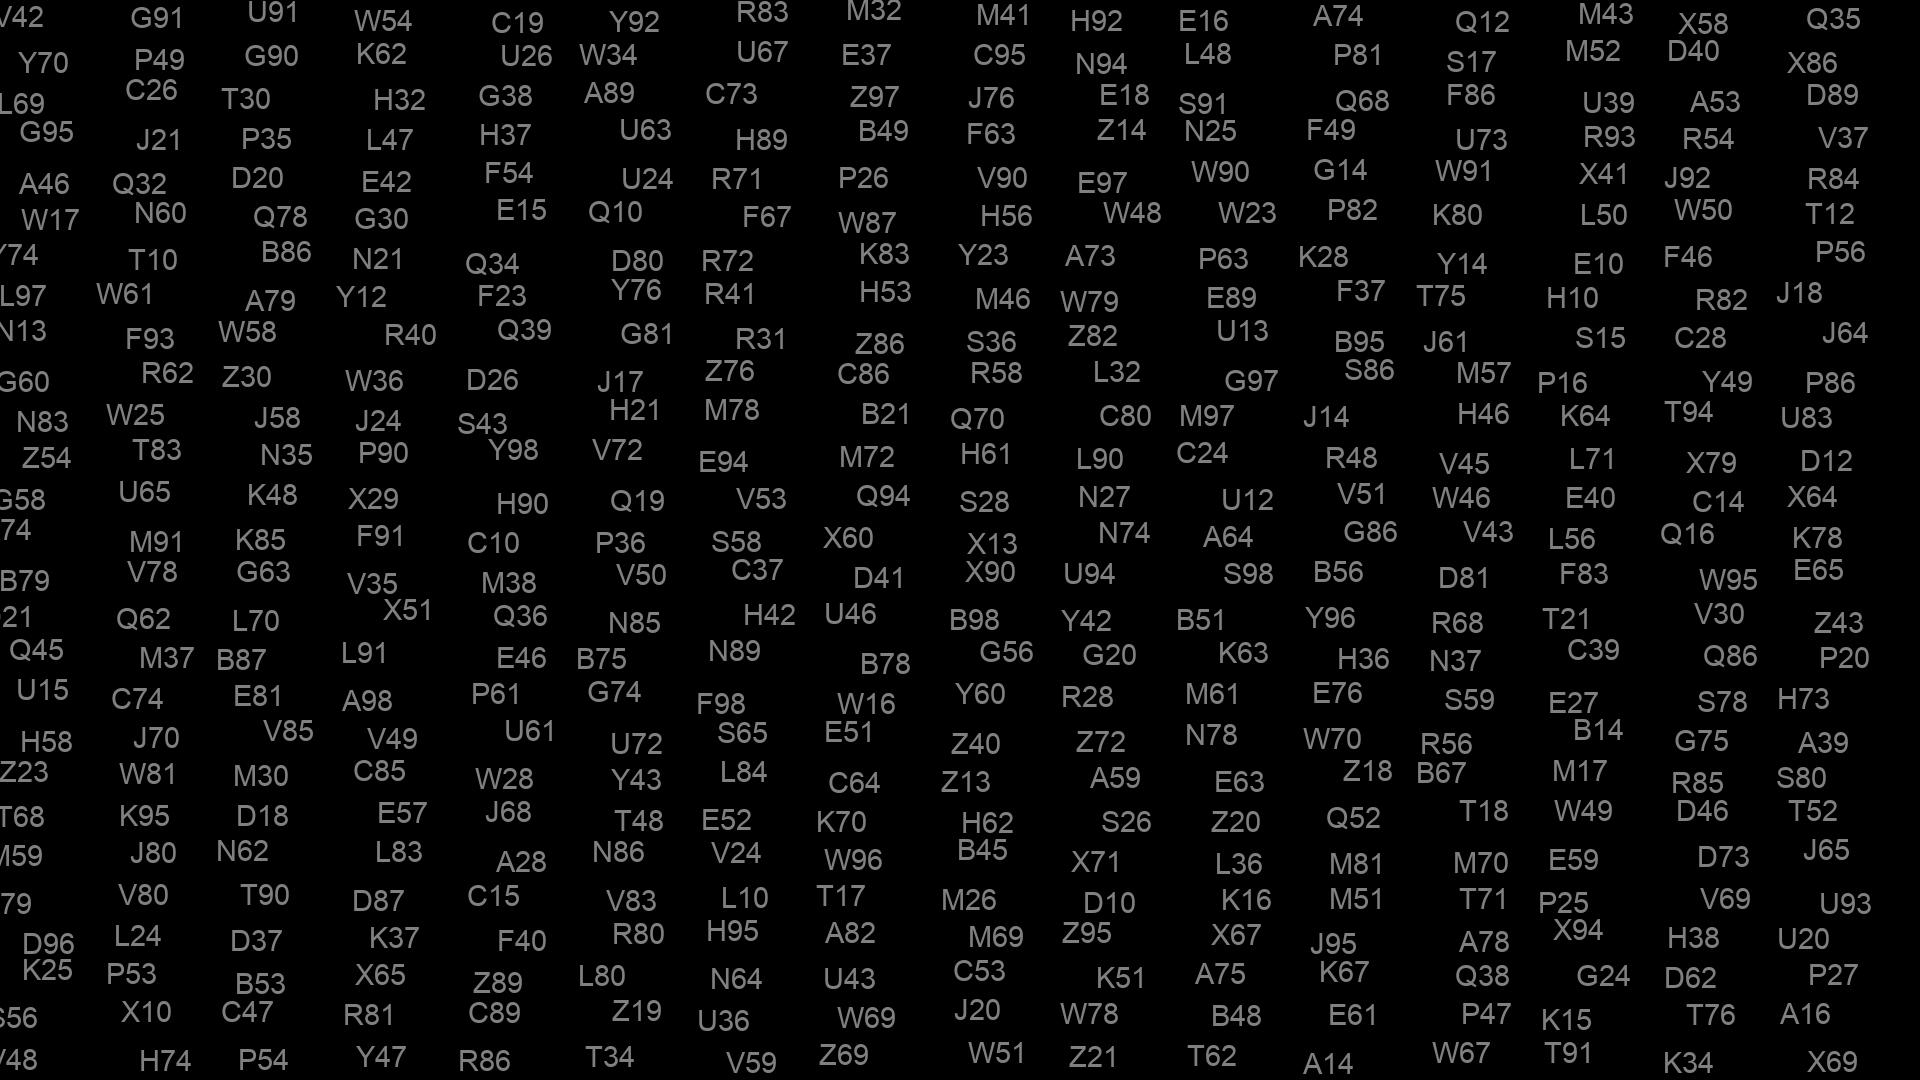 V42 G91 U91 W54 C19 Y92 R83 M32 M41 H92 E16 A74 Q12 M43 X58 Q35
Y70 P49 G90 K62 U26 W34 U67 E37 C95 N94 L48 P81 S17 M52 D40 X86
L69 C26 T30 H32 G38 A89 C73 Z97 J76 E18 S91 Q68 F86 U39 A53 D89
G95 J21 P35 L47 H37 U63 H89 B49 F63 Z14 N25 F49 U73 R93 R54 V37
A46 Q32 D20 E42 F54 U24 R71 P26 V90 E97 W90 G14 W91 X41 J92 R84
W17 N60 Q78 G30 E15 Q10 F67 W87 H56 W48 W23 P82 K80 L50 W50 T12
Y74 T10 B86 N21 Q34 D80 R72 K83 Y23 A73 P63 K28 Y14 E10 F46 P56
L97 W61 A79 Y12 F23 Y76 R41 H53 M46 W79 E89 F37 T75 H10 R82 J18
N13 F93 W58 R40 Q39 G81 R31 Z86 S36 Z82 U13 B95 J61 S15 C28 J64
G60 R62 Z30 W36 D26 J17 Z76 C86 R58 L32 G97 S86 M57 P16 Y49 P86
N83 W25 J58 J24 S43 H21 M78 B21 Q70 C80 M97 J14 H46 K64 T94 U83
Z54 T83 N35 P90 Y98 V72 E94 M72 H61 L90 C24 R48 V45 L71 X79 D12
G58 U65 K48 X29 H90 Q19 V53 Q94 S28 N27 U12 V51 W46 E40 C14 X64
74 M91 K85 F91 C10 P36 S58 X60 X13 N74 A64 G86 V43 L56 Q16 K78
B79 V78 G63 V35 M38 V50 C37 D41 X90 U94 S98 B56 D81 F83 W95 E65
21 Q62 L70 X51 Q36 N85 H42 U46 B98 Y42 B51 Y96 R68 T21 V30 Z43
Q45 M37 B87 L91 E46 B75 N89 B78 G56 G20 K63 H36 N37 C39 Q86 P20
U15 C74 E81 A98 P61 G74 F98 W16 Y60 R28 M61 E76 S59 E27 S78 H73
H58 J70 V85 V49 U61 U72 S65 E51 Z40 Z72 N78 W70 R56 B14 G75 A39
Z23 W81 M30 C85 W28 Y43 L84 C64 Z13 A59 E63 Z18 B67 M17 R85 S80
T68 K95 D18 E57 J68 T48 E52 K70 H62 S26 Z20 Q52 T18 W49 D46 T52
M59 J80 N62 L83 A28 N86 V24 W96 B45 X71 L36 M81 M70 E59 D73 J65
79 V80 T90 D87 C15 V83 L10 T17 M26 D10 K16 M51 T71 P25 V69 U93
D96 L24 D37 K37 F40 R80 H95 A82 M69 Z95 X67 J95 A78 X94 H38 U20
K25 P53 B53 X65 Z89 L80 N64 U43 C53 K51 A75 K67 Q38 G24 D62 P27
S56 X10 C47 R81 C89 Z19 U36 W69 J20 W78 B48 E61 P47 K15 T76 A16
V48 H74 P54 Y47 R86 T34 V59 Z69 W51 Z21 T62 A14 W67 T91 K34 X69